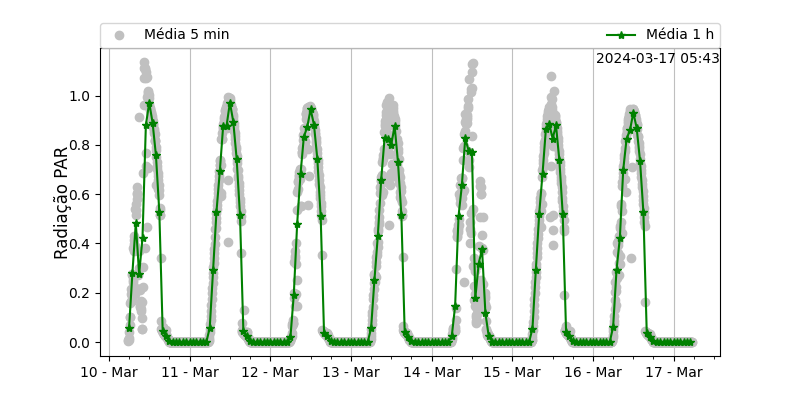 Média 5 min
Média 1 h
2024-03-17 05:43
Radiação PAR
1.0
0.8
0.6
0.4
0.2
0.0
10 - Mar
11 - Mar
12 - Mar
13 - Mar
14 - Mar
15 - Mar
16 - Mar
17 - Mar